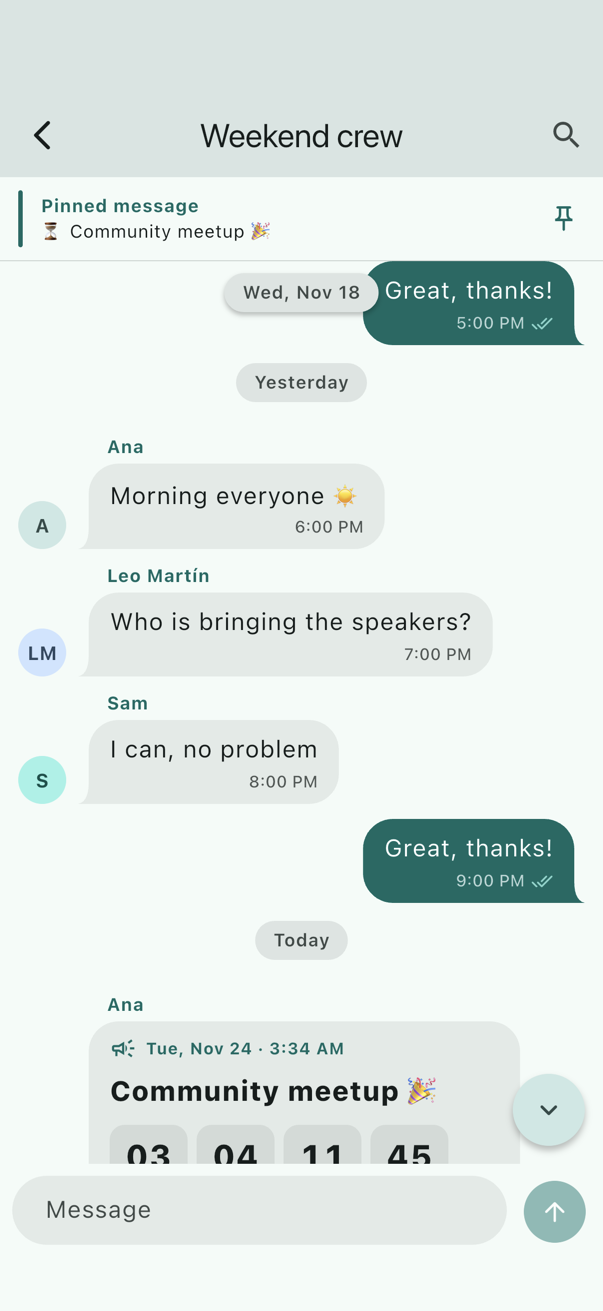 Weekend crew
Pinned message
⏳ Community meetup 🎉
Wed, Nov 18
Great, thanks!
5:00 PM
Yesterday
Ana
Morning everyone ☀️
6:00 PM
A
Leo Martín
Who is bringing the speakers?
7:00 PM
LM
Sam
I can, no problem
8:00 PM
S
Great, thanks!
9:00 PM
Today
Ana
Tue, Nov 24 · 3:34 AM
Community meetup 🎉
03 04 11 45
Message